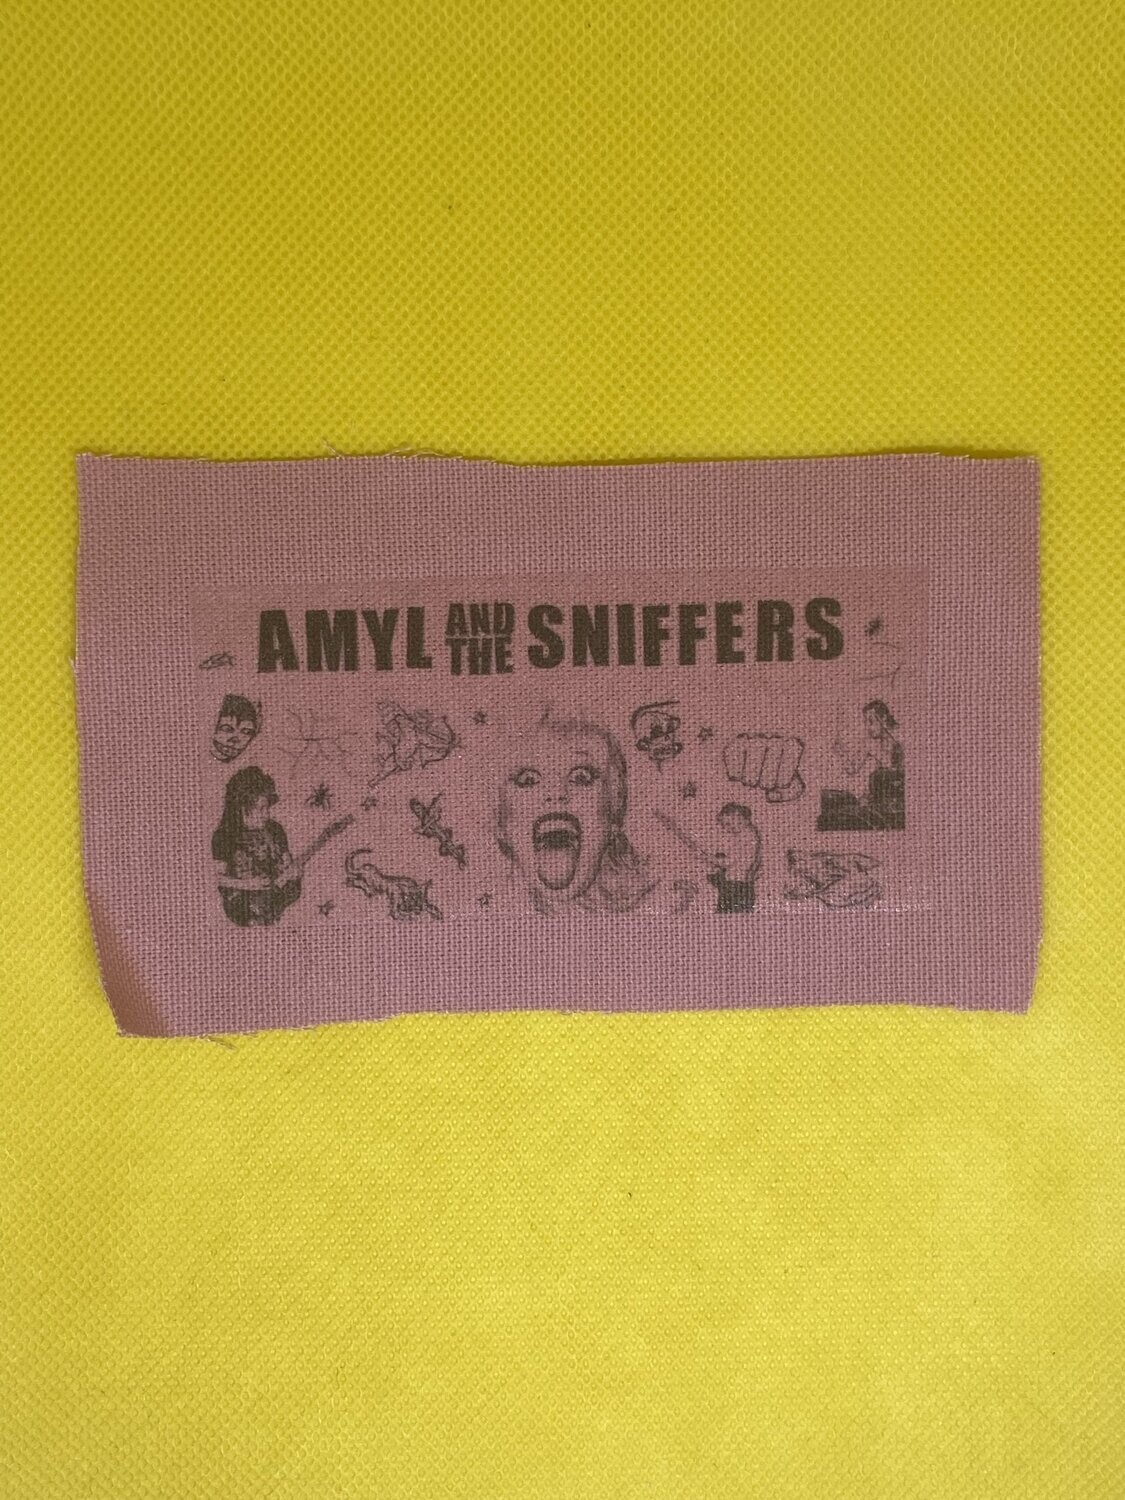 AMYL AND THE SNIFFERS